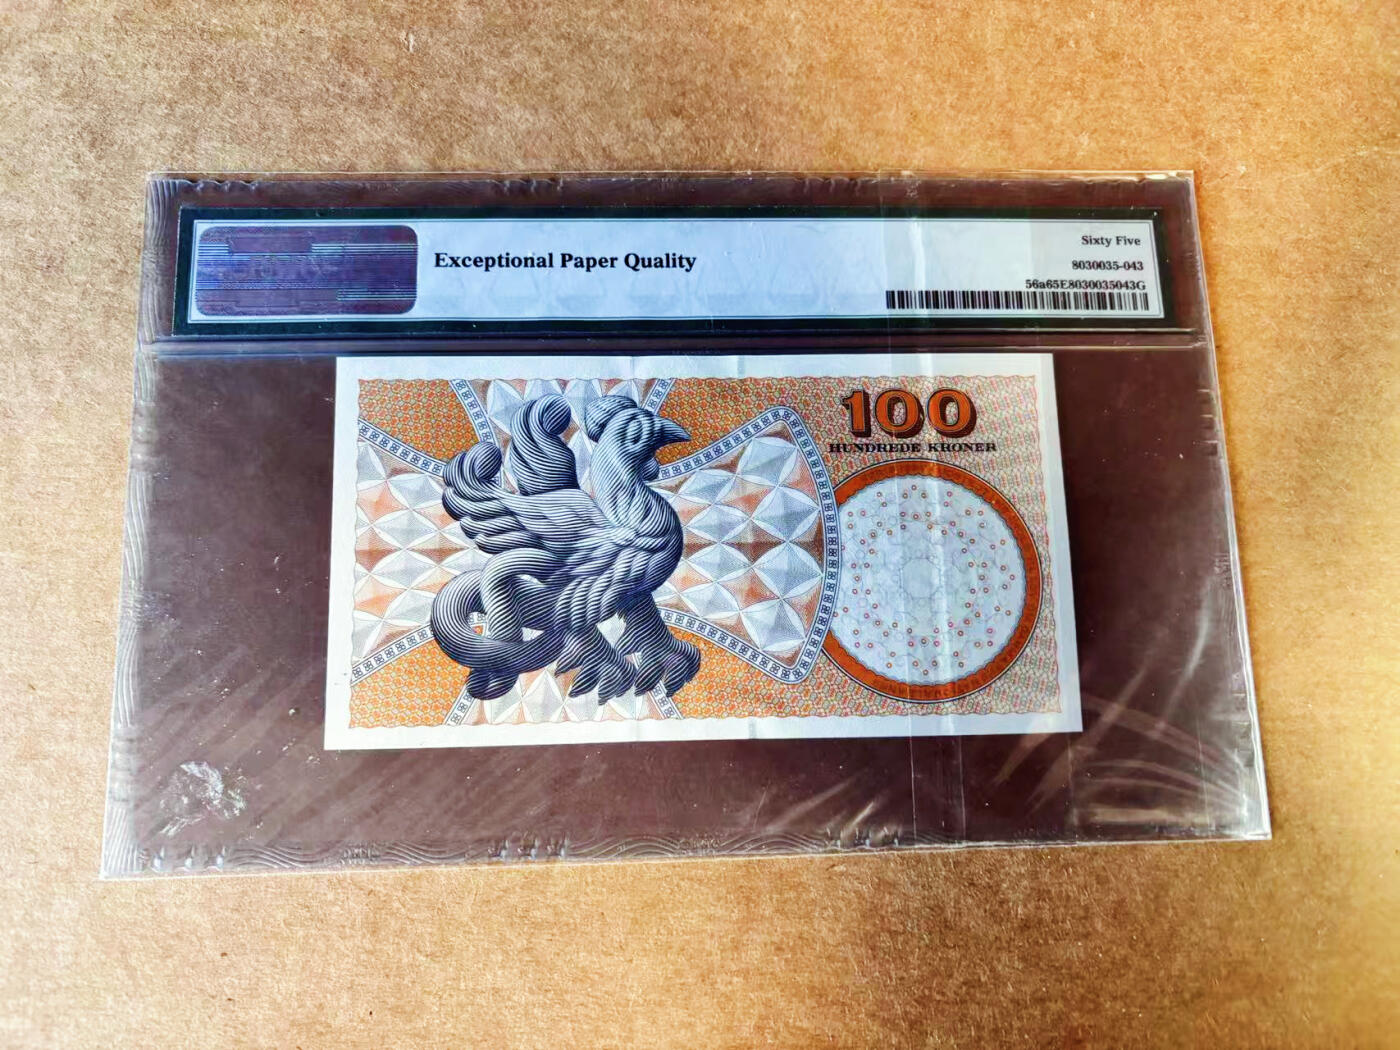 Exceptional Paper Quality
Sixty Five
8030035-043
56a65E8030035043G
100
HUNDREDE KRONER